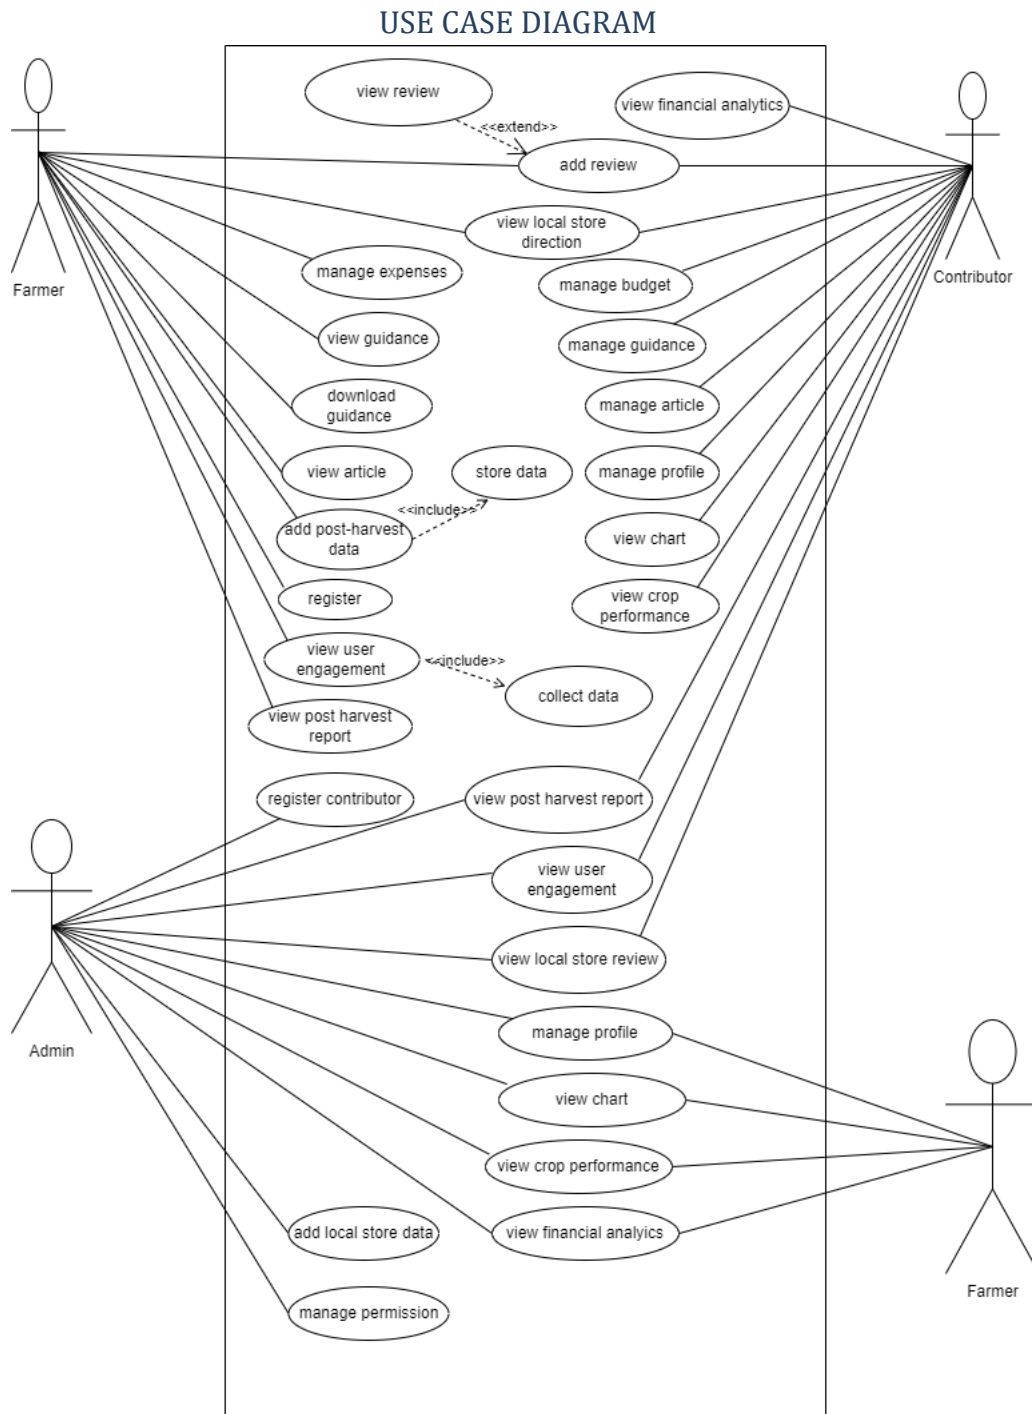 USE CASE DIAGRAM
view review
view financial analytics
<<extend>>
add review
view local store
direction
manage expenses
manage budget
Farmer
Contributor
view guidance
manage guidance
download
guidance
manage article
view article
store data
manage profile
<<include>>
add post-harvest
data
view chart
register
view crop
performance
view user
engagement
<<include>>
collect data
view post harvest
report
register contributor
view post harvest report
view user
engagement
view local store review
manage profile
Admin
view chart
view crop performance
add local store data
view financial analyics
Farmer
manage permission